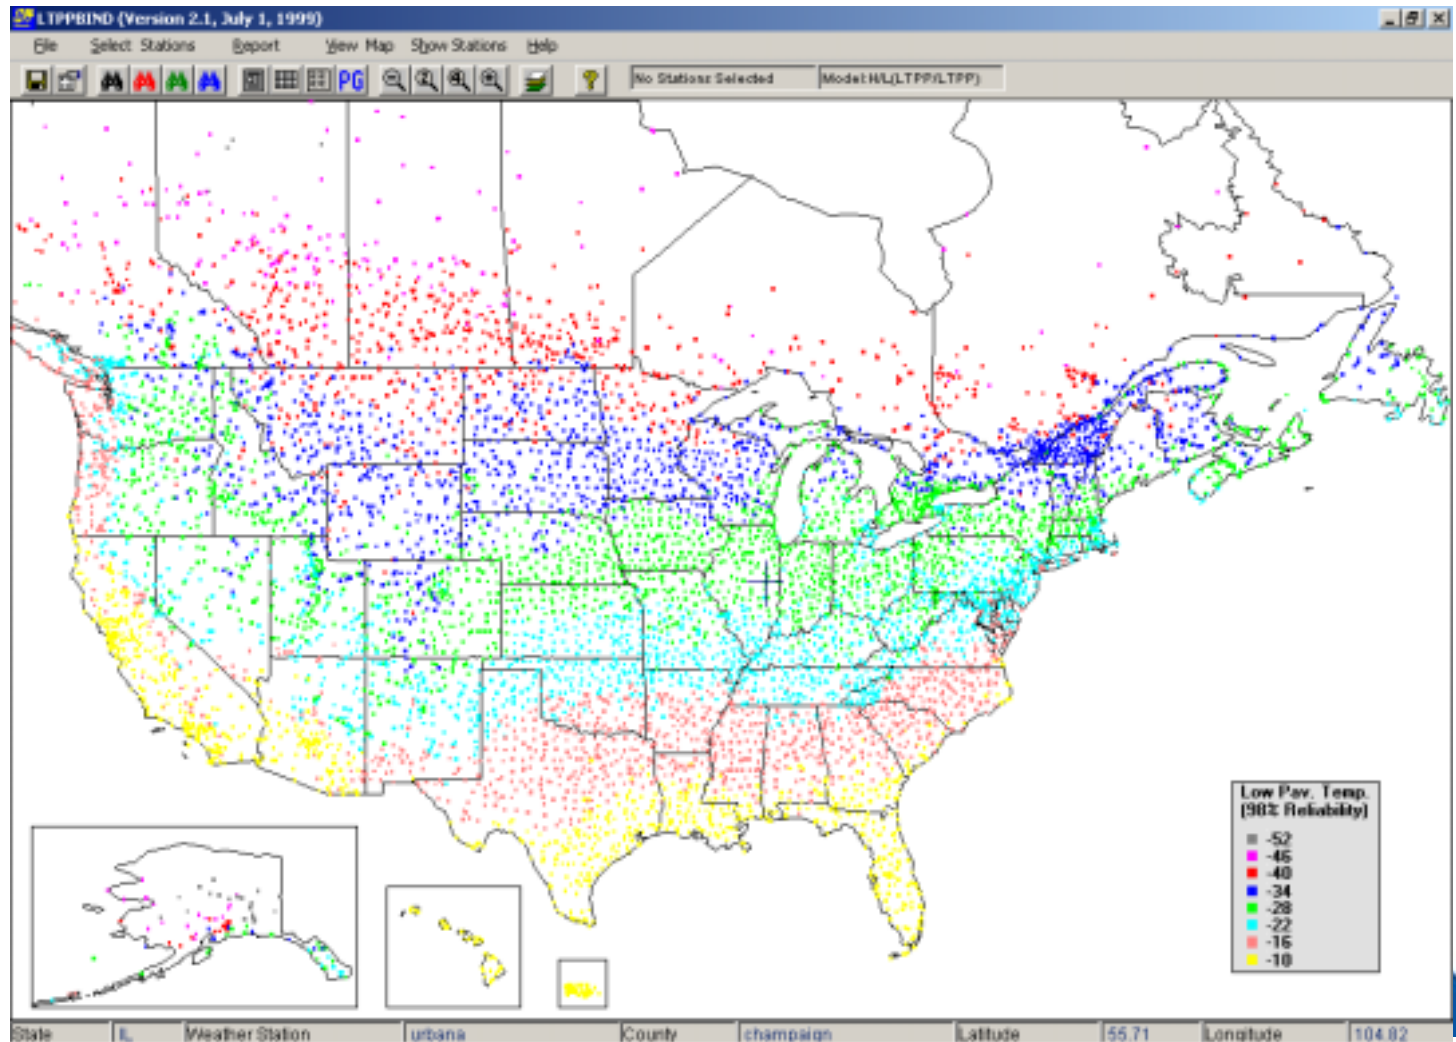 LTPPBIND (Version 2.1, July 1, 1999)
File Select Stations Report View Map Show Stations Help
PG No Stations Selected Model:H/L(LTPP/LTPP)
Low Pav. Temp.
(98% Reliability)
-52
-46
-40
-34
-28
-22
-16
-10
State IL Weather Station urbana County champaign Latitude 55.71 Longitude 104.82